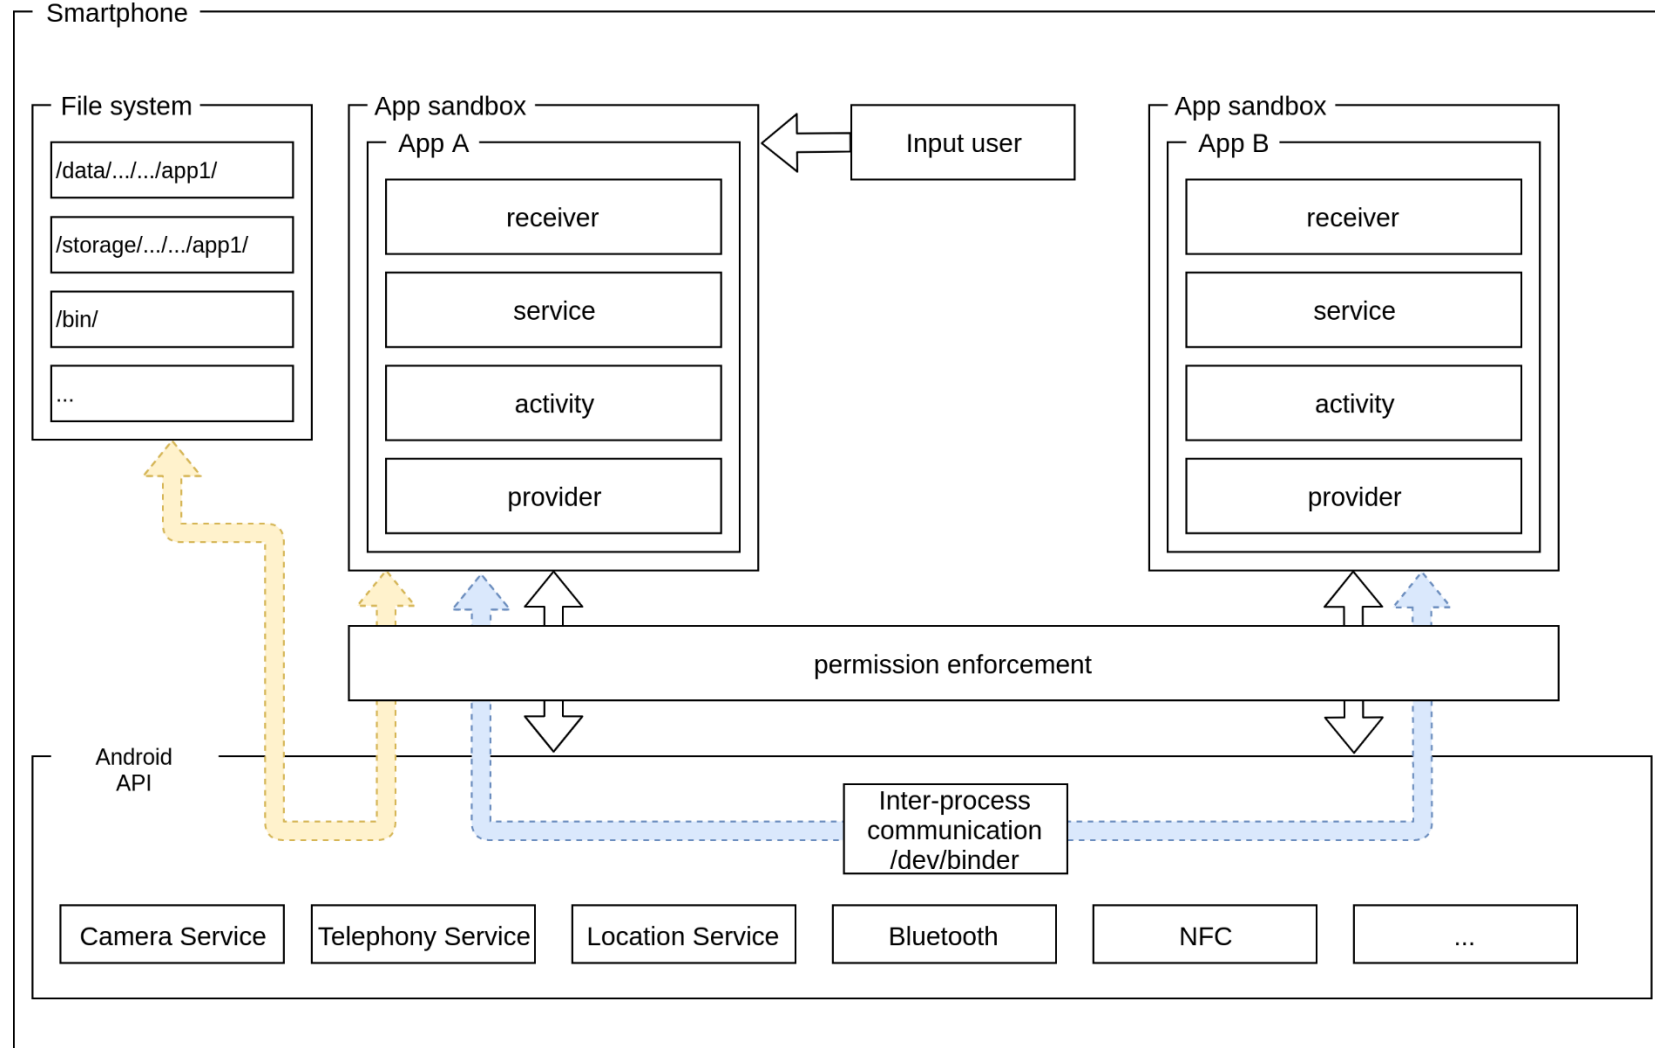 Smartphone
File system
/data/.../.../app1/
/storage/.../.../app1/
/bin/
...
App sandbox
App A
receiver
service
activity
provider
Input user
App sandbox
App B
receiver
service
activity
provider
permission enforcement
Android
API
Inter-process
communication
/dev/binder
Camera Service
Telephony Service
Location Service
Bluetooth
NFC
...